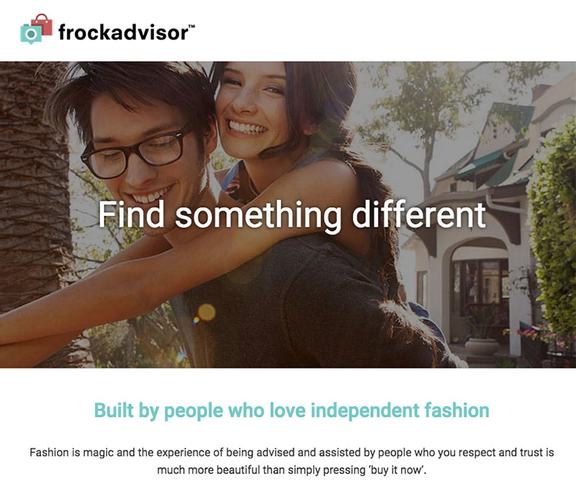 frockadvisor™
Find something different
Built by people who love independent fashion
Fashion is magic and the experience of being advised and assisted by people who you respect and trust is
much more beautiful than simply pressing ‘buy it now’.